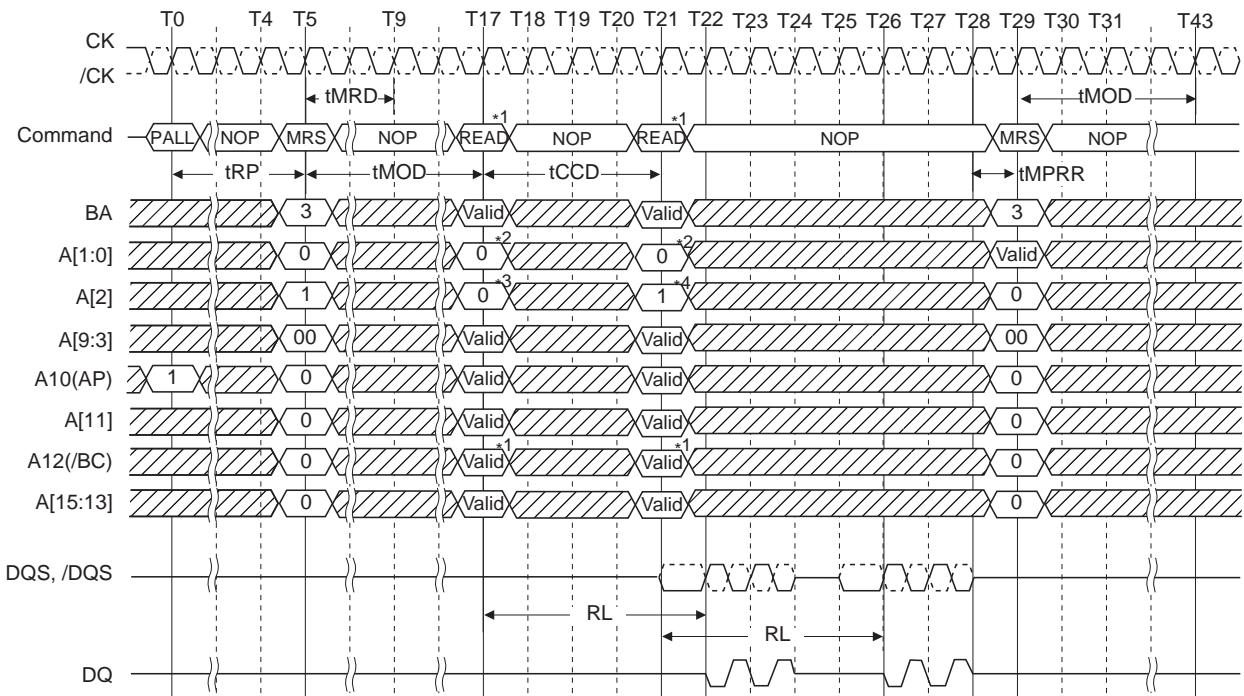 T0 T4 T5 T9 T17 T18 T19 T20 T21 T22 T23 T24 T25 T26 T27 T28 T29 T30 T31 T43
CK
/CK
tMRD tMOD
*1 *1
Command PALL NOP MRS NOP READ NOP READ NOP MRS NOP
tRP tMOD tCCD tMPRR
BA 3 Valid Valid 3
A[1:0] 0 0 *2 0 *2 Valid
A[2] 1 0 *3 1 *4 0
A[9:3] 00 Valid Valid 00
A10(AP) 1 0 Valid Valid 0
A[11] 0 Valid Valid 0
A12(/BC) 0 Valid *1 Valid *1 0
A[15:13] 0 Valid Valid 0
DQS, /DQS
RL
RL
DQ